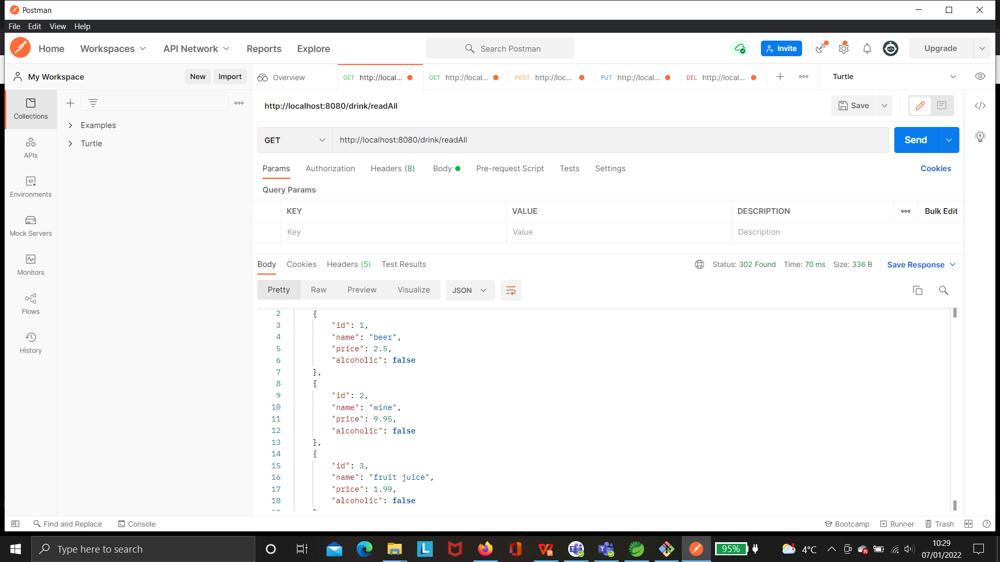 Postman
File Edit View Help
Home Workspaces API Network Reports Explore Search Postman Invite Upgrade
My Workspace New Import Overview GET http://local... GET http://local... POST http://loc... PUT http://local... DEL http://local... Turtle
Collections
APIs
Environments
Mock Servers
Monitors
Flows
History
Examples
Turtle
http://localhost:8080/drink/readAll Save
GET http://localhost:8080/drink/readAll Send
Params Authorization Headers (8) Body Pre-request Script Tests Settings Cookies
Query Params
KEY VALUE DESCRIPTION Bulk Edit
Key Value Description
Body Cookies Headers (5) Test Results Status: 302 Found Time: 70 ms Size: 336 B Save Response
Pretty Raw Preview Visualize JSON
2 {
3 "id": 1,
4 "name": "beer",
5 "price": 2.5,
6 "alcoholic": false
7 },
8 {
9 "id": 2,
10 "name": "wine",
11 "price": 9.95,
12 "alcoholic": false
13 },
14 {
15 "id": 3,
16 "name": "fruit juice",
17 "price": 1.99,
18 "alcoholic": false
Find and Replace Console Bootcamp Runner Trash
Type here to search 95% 4°C 10:29
07/01/2022